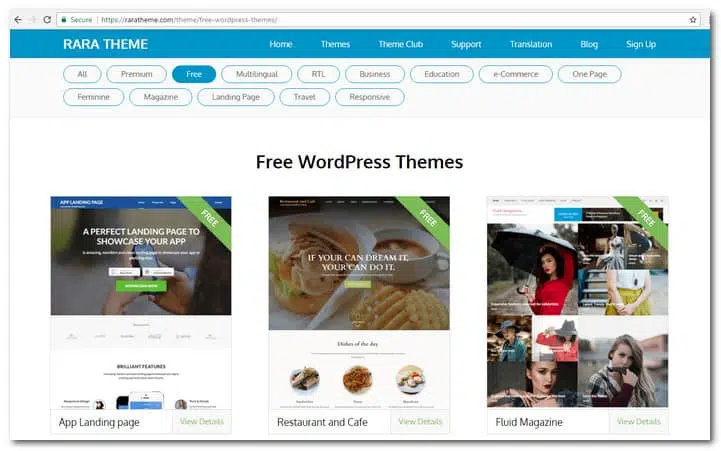 Secure https://raratheme.com/theme/free-wordpress-themes/
RARA THEME Home Themes Theme Club Support Translation Blog Sign Up
All Premium Free Multilingual RTL Business Education e-Commerce One Page
Feminine Magazine Landing Page Travel Responsive
Free WordPress Themes
APP LANDING PAGE
FREE
A PERFECT LANDING PAGE TO
SHOWCASE YOUR APP
DOWNLOAD NOW
BRILLIANT FEATURES
Responsive Design
App Landing page View Details
Restaurant and Cafe
FREE
IF YOUR CAN DREAM IT,
YOUR CAN DO IT.
Dishes of the day
Restaurant and Cafe View Details
Fluid Magazine
FREE
Fluid Magazine View Details